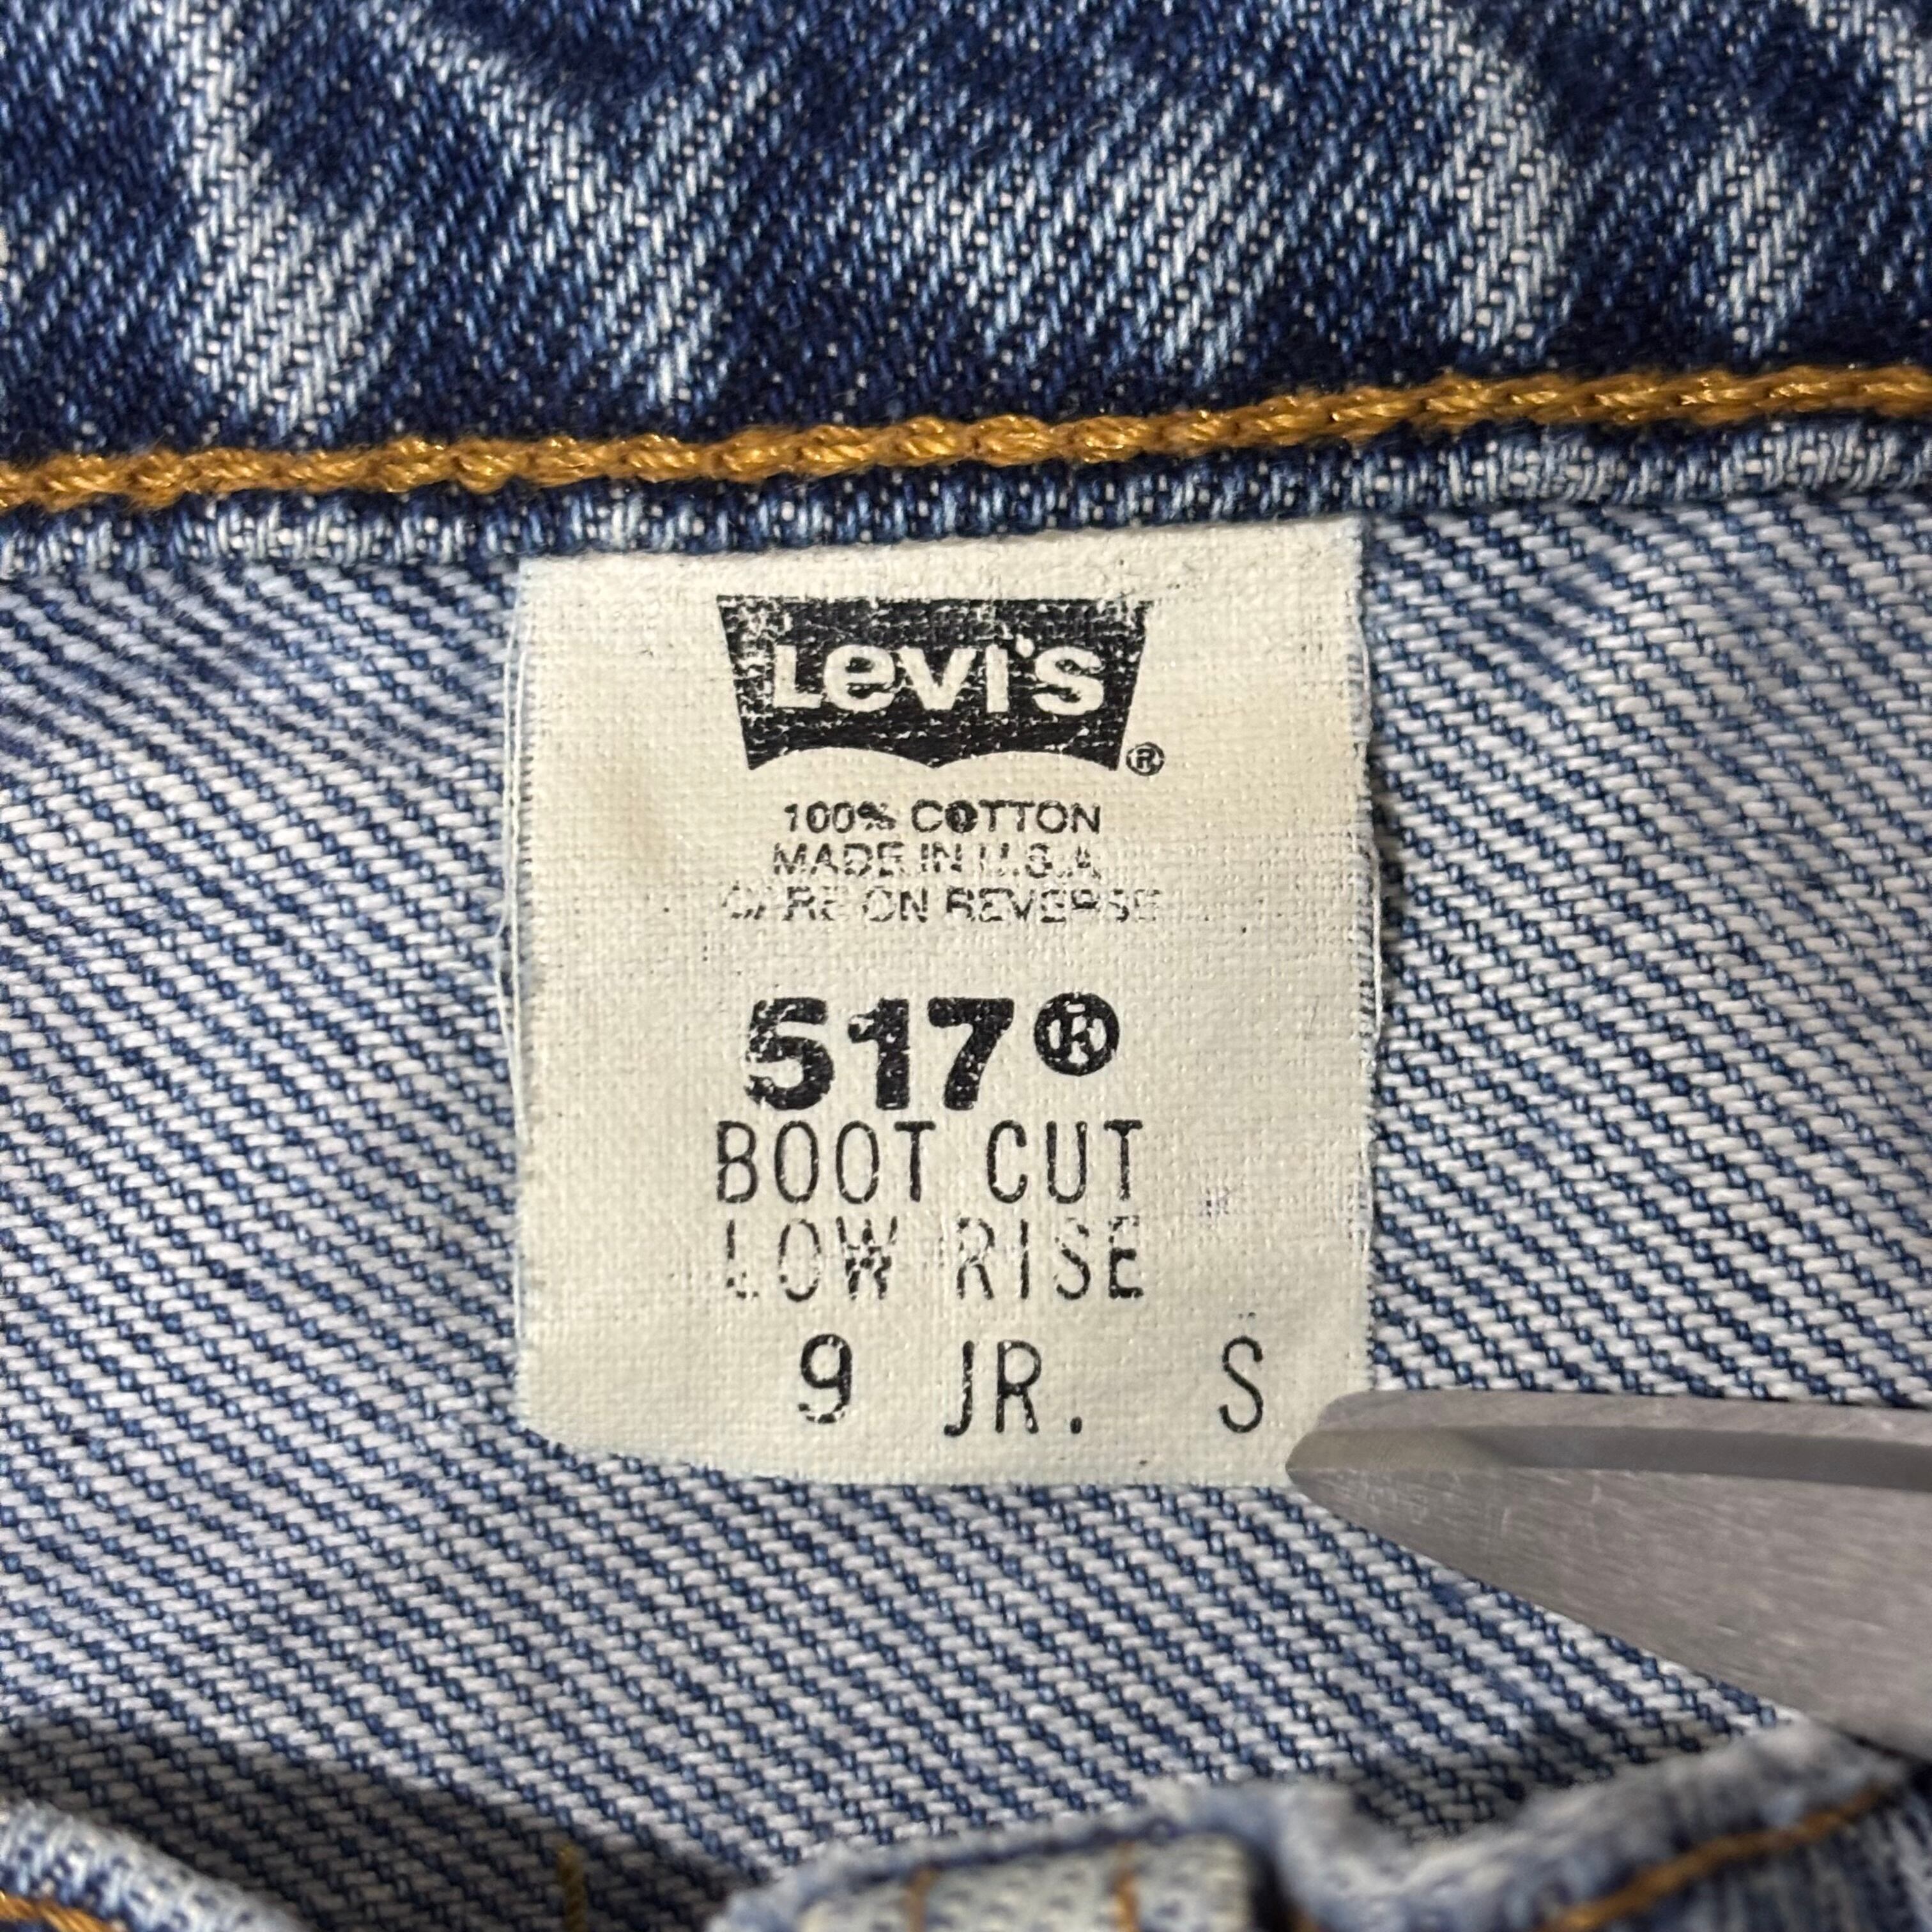 Levi's ®
100% COTTON
MADE IN U.S.A.
CARE ON REVERSE
517®
BOOT CUT
LOW RISE
9 JR. S